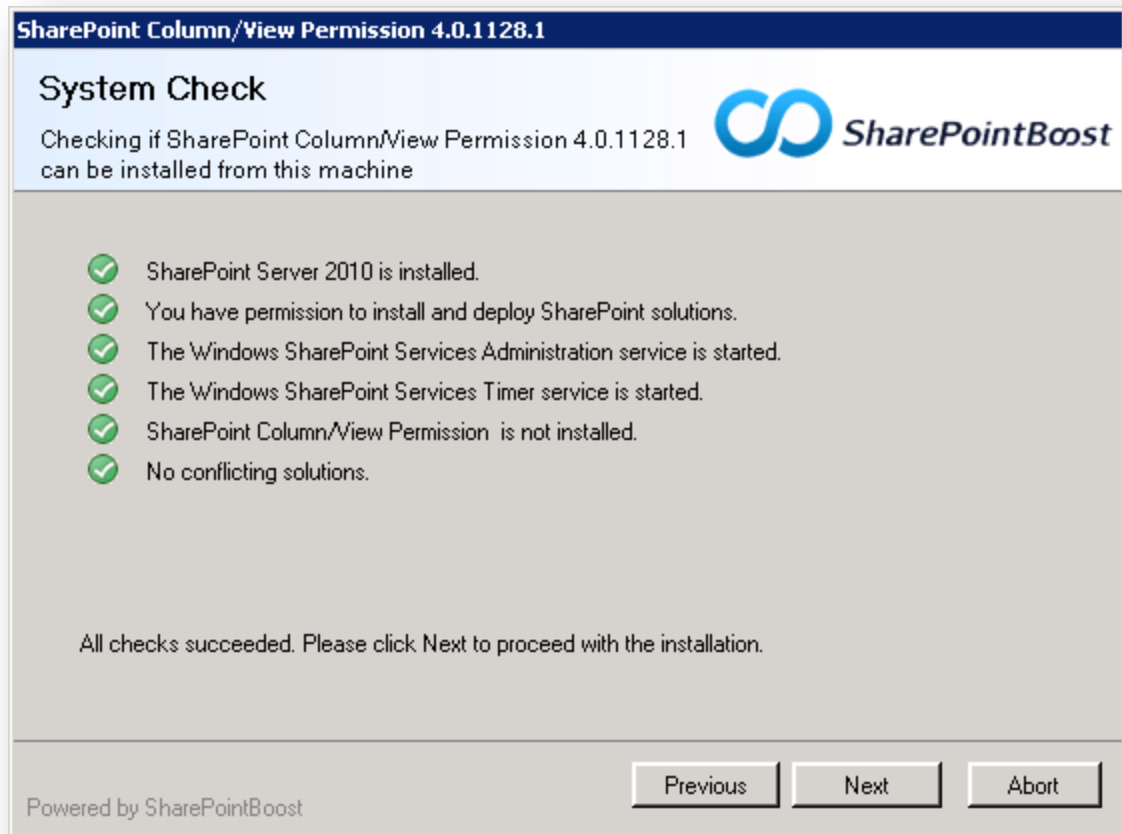 SharePoint Column/View Permission 4.0.1128.1
System Check
Checking if SharePoint Column/View Permission 4.0.1128.1
can be installed from this machine
SharePointBoost
SharePoint Server 2010 is installed.
You have permission to install and deploy SharePoint solutions.
The Windows SharePoint Services Administration service is started.
The Windows SharePoint Services Timer service is started.
SharePoint Column/View Permission  is not installed.
No conflicting solutions.
All checks succeeded. Please click Next to proceed with the installation.
Powered by SharePointBoost
Previous
Next
Abort